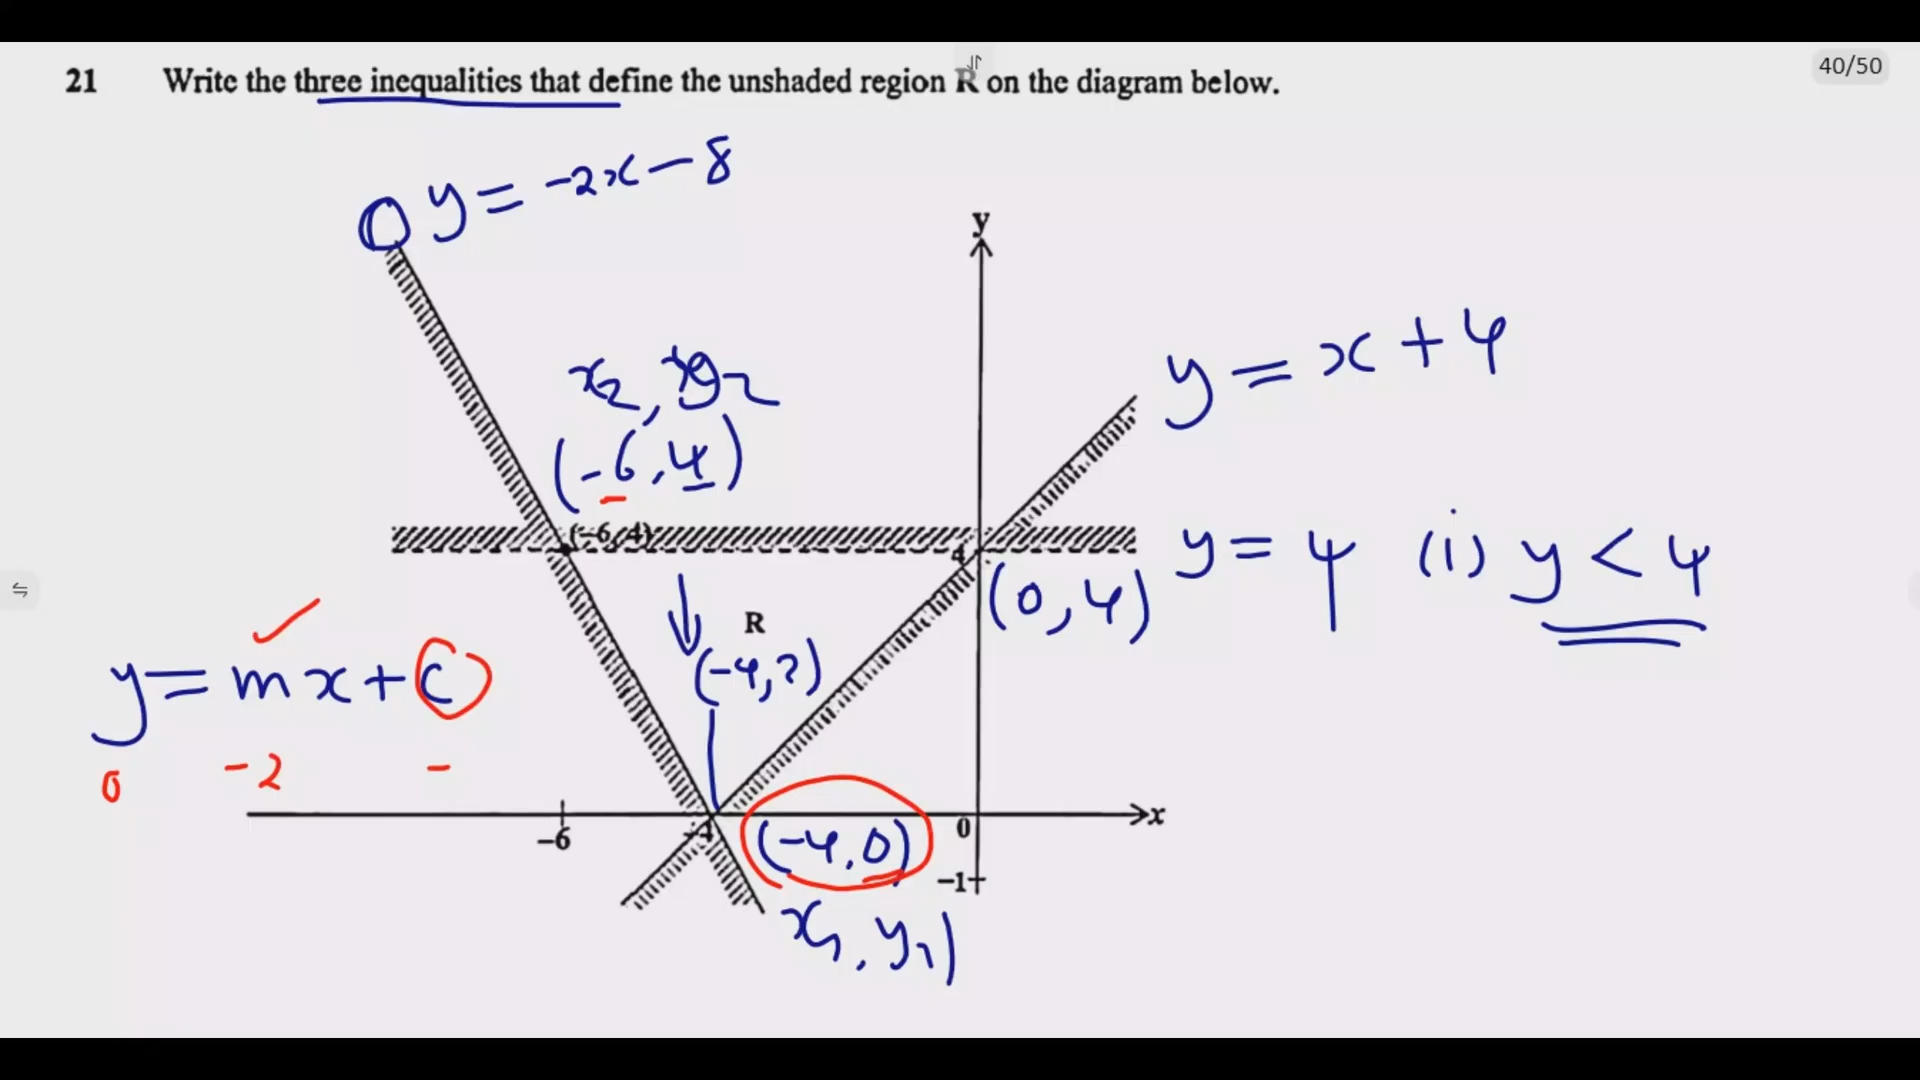 40/50
21 Write the three inequalities that define the unshaded region R on the diagram below.
y = -2x - 8
y
y = x + 4
x2, y2
(-6, 4)
(-6, 4)
4
y = 4 (i) y < 4
(0, 4)
R
(-4, ?)
y = mx + c
0 -2 -
x
-6
-4
(-4, 0)
0
-1
x1, y1)